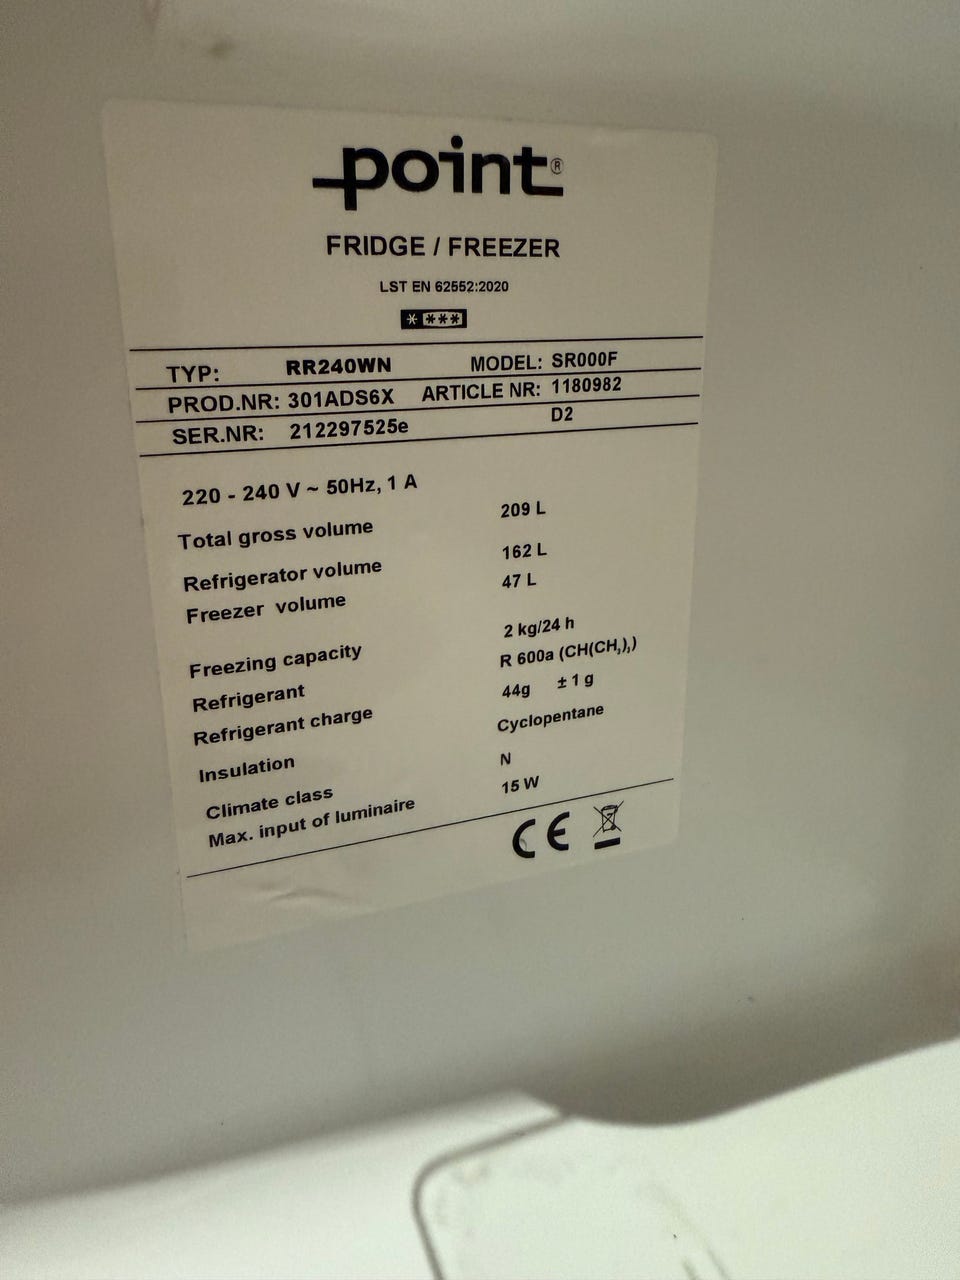 point®
FRIDGE / FREEZER
LST EN 62552:2020
TYP: RR240WN MODEL: SR000F
PROD.NR: 301ADS6X ARTICLE NR: 1180982
SER.NR: 212297525e D2
220 - 240 V ~ 50Hz, 1 A
Total gross volume 209 L
Refrigerator volume 162 L
Freezer volume 47 L
Freezing capacity 2 kg/24 h
Refrigerant R 600a (CH(CH₃)₃)
Refrigerant charge 44g ± 1 g
Insulation Cyclopentane
Climate class N
Max. input of luminaire 15 W
CE